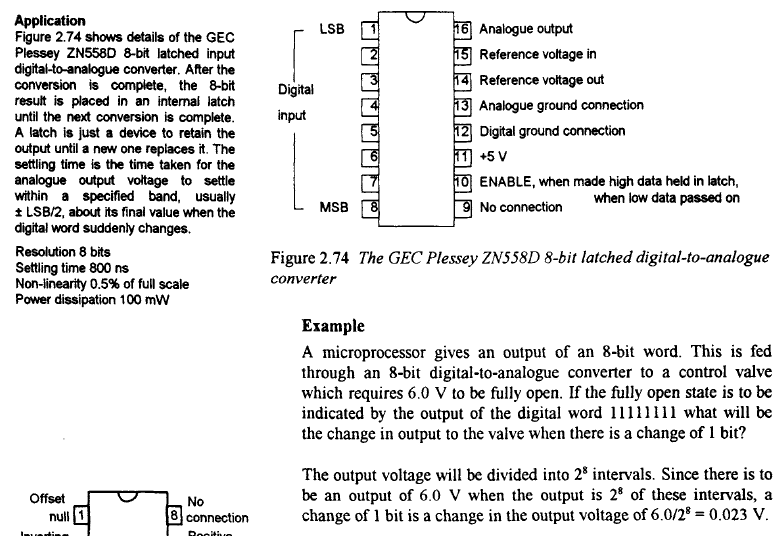 Application
Figure 2.74 shows details of the GEC
Plessey ZN558D 8-bit latched input
digital-to-analogue converter. After the
conversion is complete, the 8-bit
result is placed in an internal latch
until the next conversion is complete.
A latch is just a device to retain the
output until a new one replaces it. The
settling time is the time taken for the
analogue output voltage to settle
within a specified band, usually
± LSB/2, about its final value when the
digital word suddenly changes.
Resolution 8 bits
Settling time 800 ns
Non-linearity 0.5% of full scale
Power dissipation 100 mW
LSB 1 16 Analogue output
2 15 Reference voltage in
3 14 Reference voltage out
Digital
4 13 Analogue ground connection
input
5 12 Digital ground connection
6 11 +5 V
7 10 ENABLE, when made high data held in latch,
when low data passed on
MSB 8 9 No connection
Figure 2.74 The GEC Plessey ZN558D 8-bit latched digital-to-analogue
converter
Example
A microprocessor gives an output of an 8-bit word. This is fed
through an 8-bit digital-to-analogue converter to a control valve
which requires 6.0 V to be fully open. If the fully open state is to be
indicated by the output of the digital word 11111111 what will be
the change in output to the valve when there is a change of 1 bit?
The output voltage will be divided into 2⁸ intervals. Since there is to
be an output of 6.0 V when the output is 2⁸ of these intervals, a
change of 1 bit is a change in the output voltage of 6.0/2⁸ = 0.023 V.
Offset No
null 1 8 connection